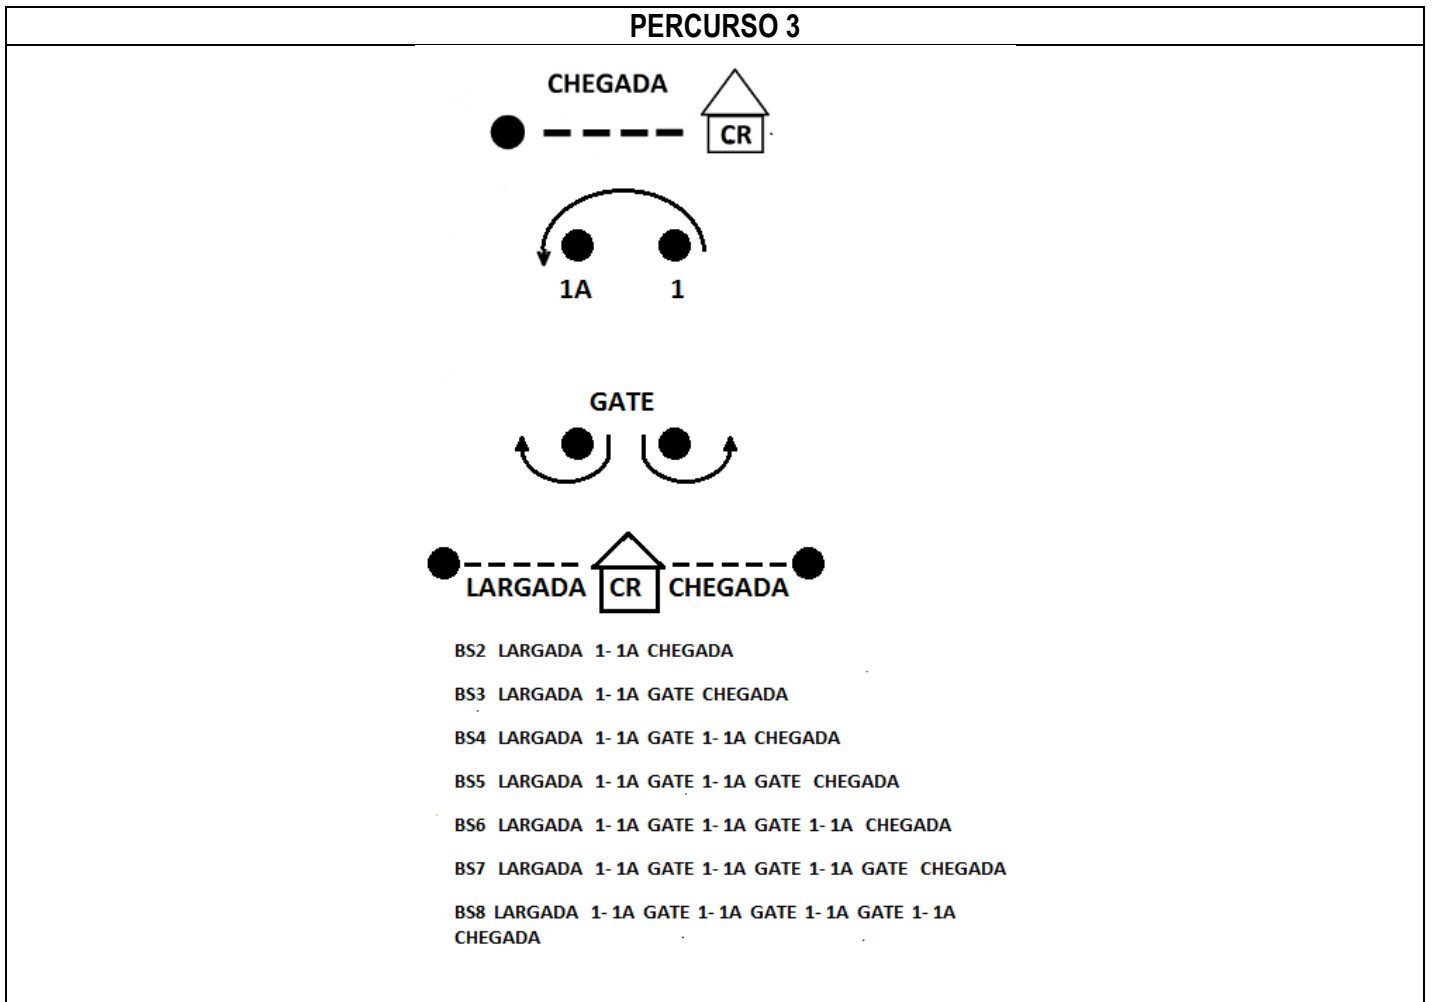 PERCURSO 3
CHEGADA
CR
1A 1
GATE
LARGADA CR CHEGADA
BS2 LARGADA 1- 1A CHEGADA
BS3 LARGADA 1- 1A GATE CHEGADA
BS4 LARGADA 1- 1A GATE 1- 1A CHEGADA
BS5 LARGADA 1- 1A GATE 1- 1A GATE CHEGADA
BS6 LARGADA 1- 1A GATE 1- 1A GATE 1- 1A CHEGADA
BS7 LARGADA 1- 1A GATE 1- 1A GATE 1- 1A GATE CHEGADA
BS8 LARGADA 1- 1A GATE 1- 1A GATE 1- 1A GATE 1- 1A
CHEGADA